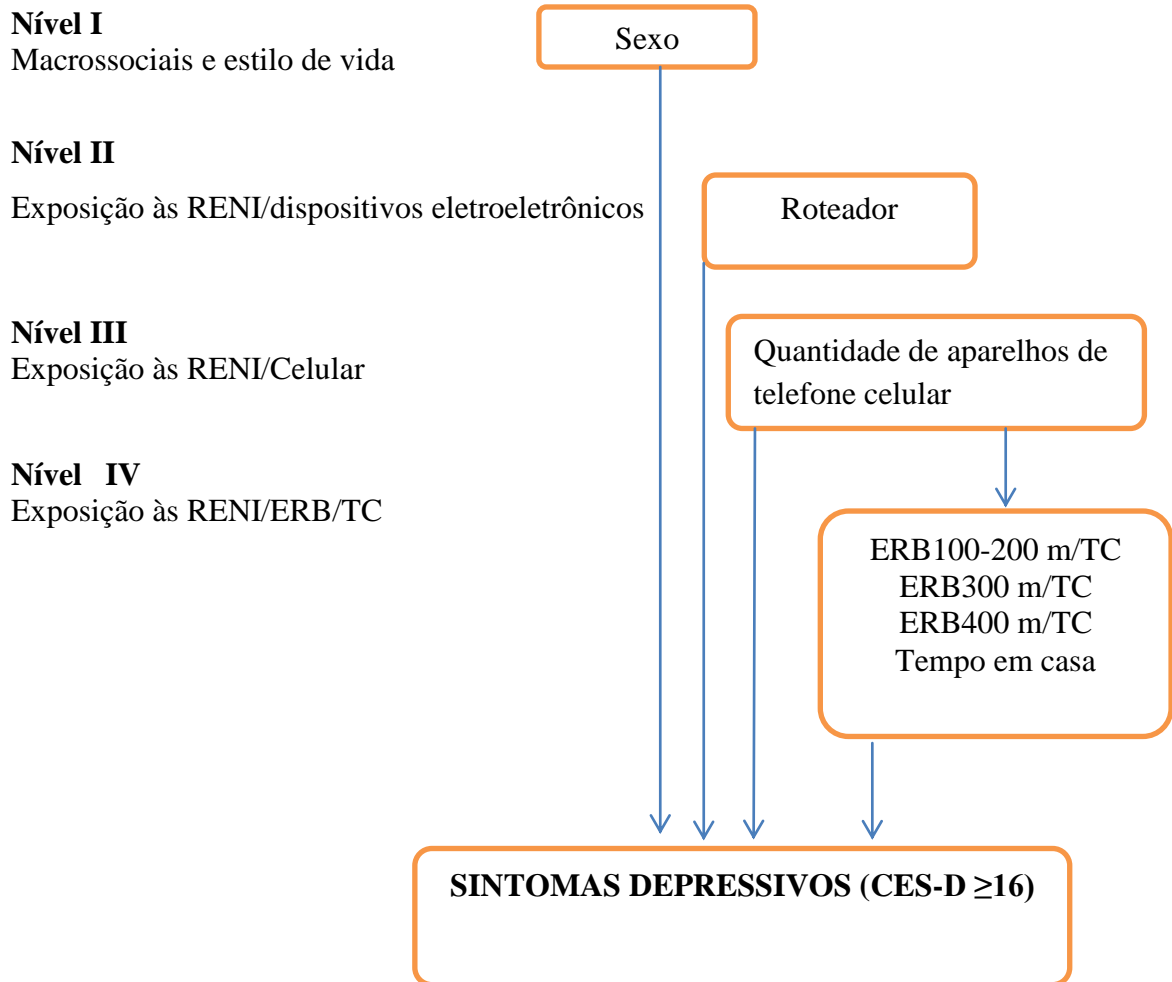 Nível I
Macrossociais e estilo de vida
Sexo
Nível II
Exposição às RENI/dispositivos eletroeletrônicos
Roteador
Nível III
Exposição às RENI/Celular
Quantidade de aparelhos de
telefone celular
Nível IV
Exposição às RENI/ERB/TC
ERB100-200 m/TC
ERB300 m/TC
ERB400 m/TC
Tempo em casa
SINTOMAS DEPRESSIVOS (CES-D ≥16)